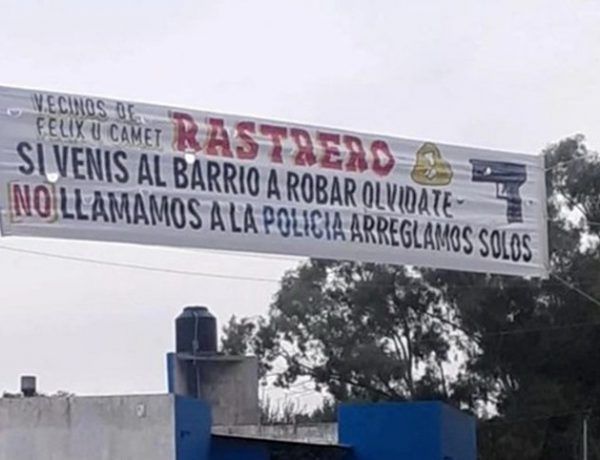 VECINOS DE
FELIX U CAMET RASTRERO
SI VENIS AL BARRIO A ROBAR OLVIDATE
NO LLAMAMOS A LA POLICIA ARREGLAMOS SOLOS